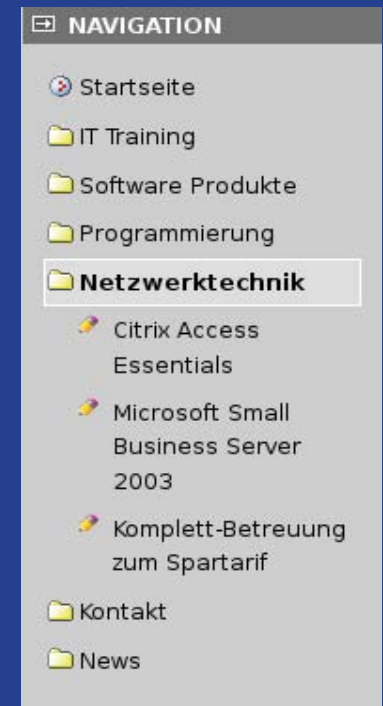 NAVIGATION
Startseite
IT Training
Software Produkte
Programmierung
Netzwerktechnik
Citrix Access
Essentials
Microsoft Small
Business Server
2003
Komplett-Betreuung
zum Spartarif
Kontakt
News